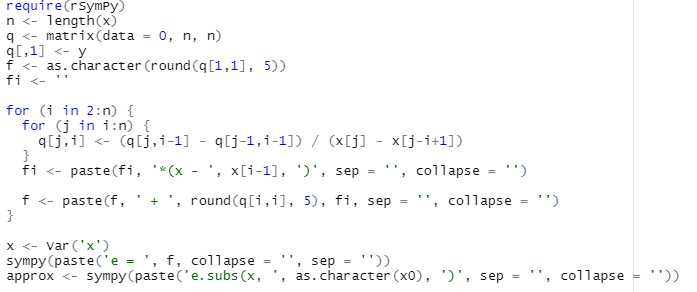 require(rSymPy)
n <- length(x)
q <- matrix(data = 0, n, n)
q[,1] <- y
f <- as.character(round(q[1,1], 5))
fi <- ''
for (i in 2:n) {
for (j in i:n) {
q[j,i] <- (q[j,i-1] - q[j-1,i-1]) / (x[j] - x[j-i+1])
}
fi <- paste(fi, '*(x - ', x[i-1], ')', sep = '', collapse = '')
f <- paste(f, ' + ', round(q[i,i], 5), fi, sep = '', collapse = '')
}
x <- Var('x')
sympy(paste('e = ', f, collapse = '', sep = ''))
approx <- sympy(paste('e.subs(x, ', as.character(x0), ')', sep = '', collapse = ''))